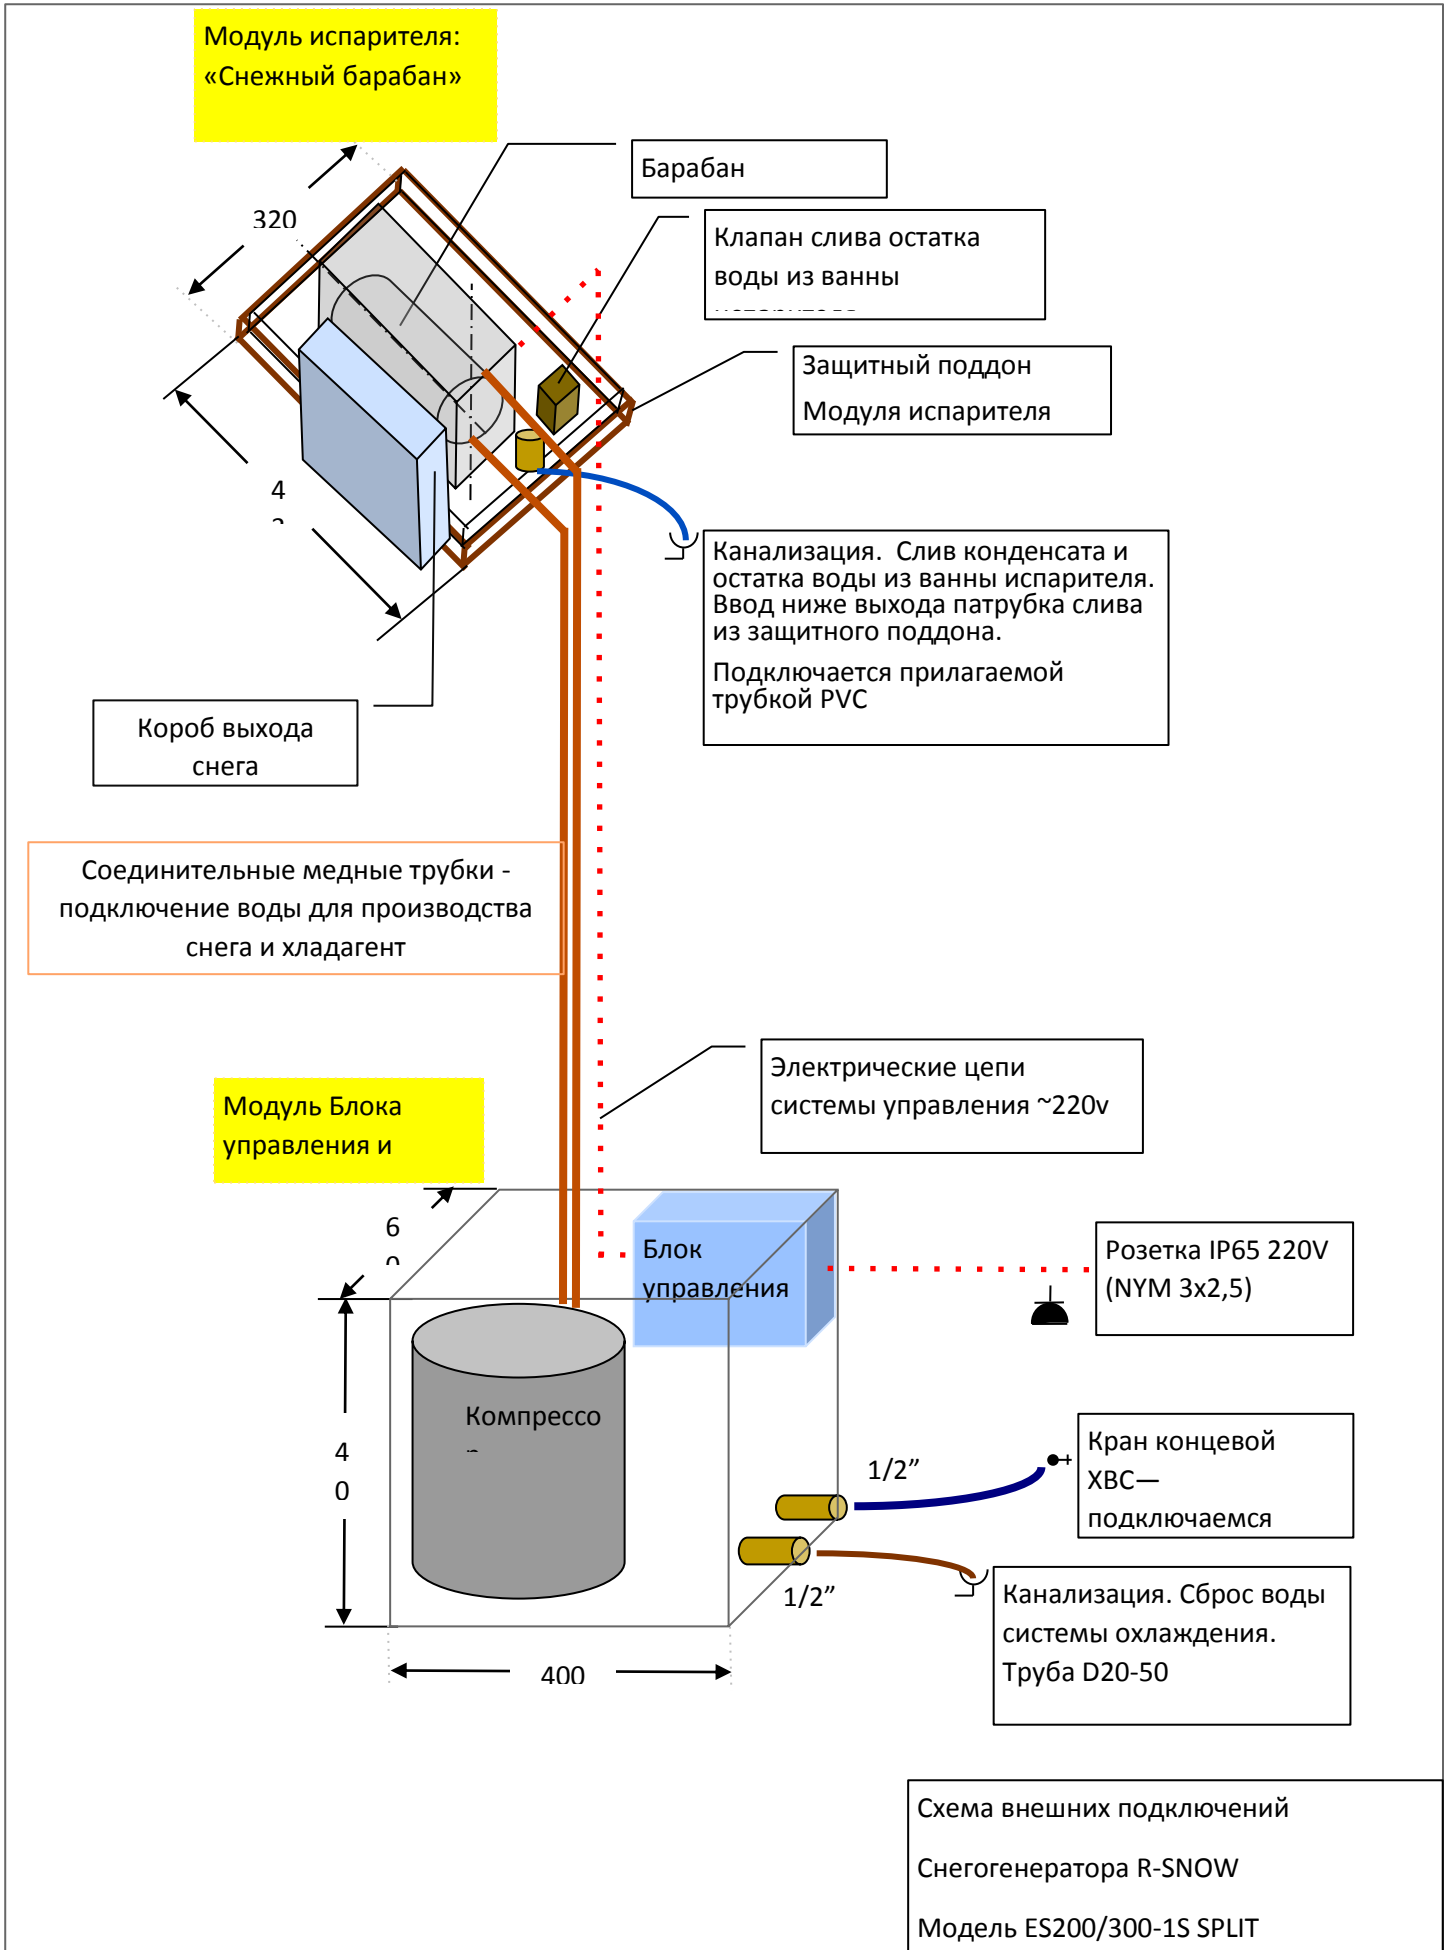 Модуль испарителя:
«Снежный барабан»
Барабан
320
Клапан слива остатка
воды из ванны
Защитный поддон
Модуля испарителя
4
Канализация. Слив конденсата и
остатка воды из ванны испарителя.
Ввод ниже выхода патрубка слива
из защитного поддона.
Подключается прилагаемой
трубкой PVC
Короб выхода
снега
Соединительные медные трубки -
подключение воды для производства
снега и хладагент
Электрические цепи
системы управления ~220v
Модуль Блока
управления и
6
Блок
управления
Розетка IP65 220V
(NYM 3x2,5)
Компрессо
4
0
1/2”
Кран концевой
ХВС—
подключаемся
1/2”
Канализация. Сброс воды
системы охлаждения.
Труба D20-50
400
Схема внешних подключений
Снегогенератора R-SNOW
Модель ES200/300-1S SPLIT